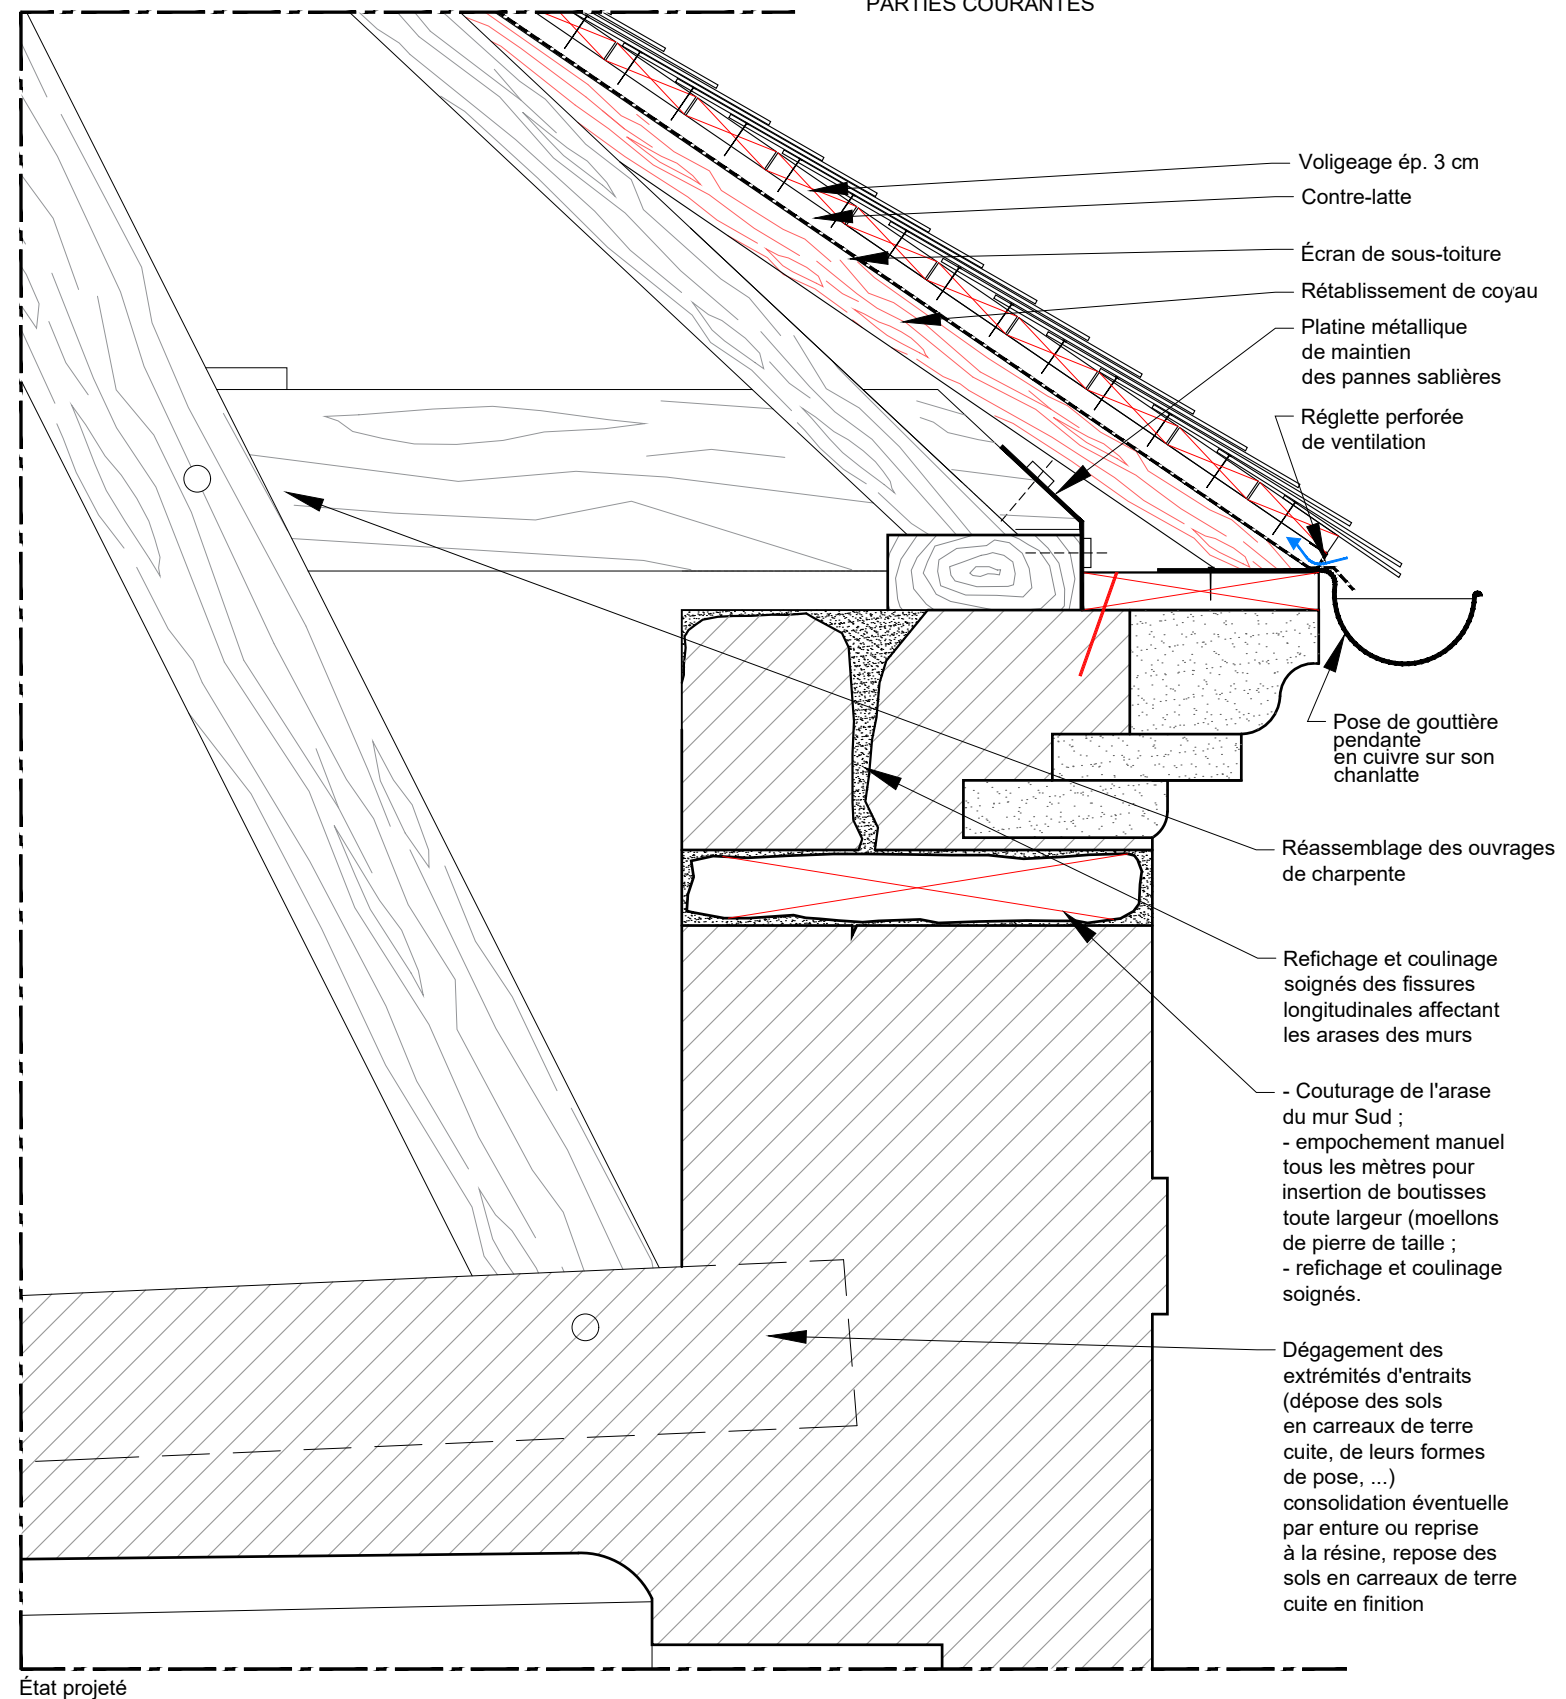 PARTIES COURANTES
Voligeage ép. 3 cm
Contre-latte
Écran de sous-toiture
Rétablissement de coyau
Platine métallique
de maintien
des pannes sablières
Réglette perforée
de ventilation
Pose de gouttière
pendante
en cuivre sur son
chanlatte
Réassemblage des ouvrages
de charpente
Refichage et coulinage
soignés des fissures
longitudinales affectant
les arases des murs
- Couturage de l'arase
du mur Sud ;
- empochement manuel
tous les mètres pour
insertion de boutisses
toute largeur (moellons
de pierre de taille ;
- refichage et coulinage
soignés.
Dégagement des
extrémités d'entraits
(dépose des sols
en carreaux de terre
cuite, de leurs formes
de pose, ...)
consolidation éventuelle
par enture ou reprise
à la résine, repose des
sols en carreaux de terre
cuite en finition
État projeté